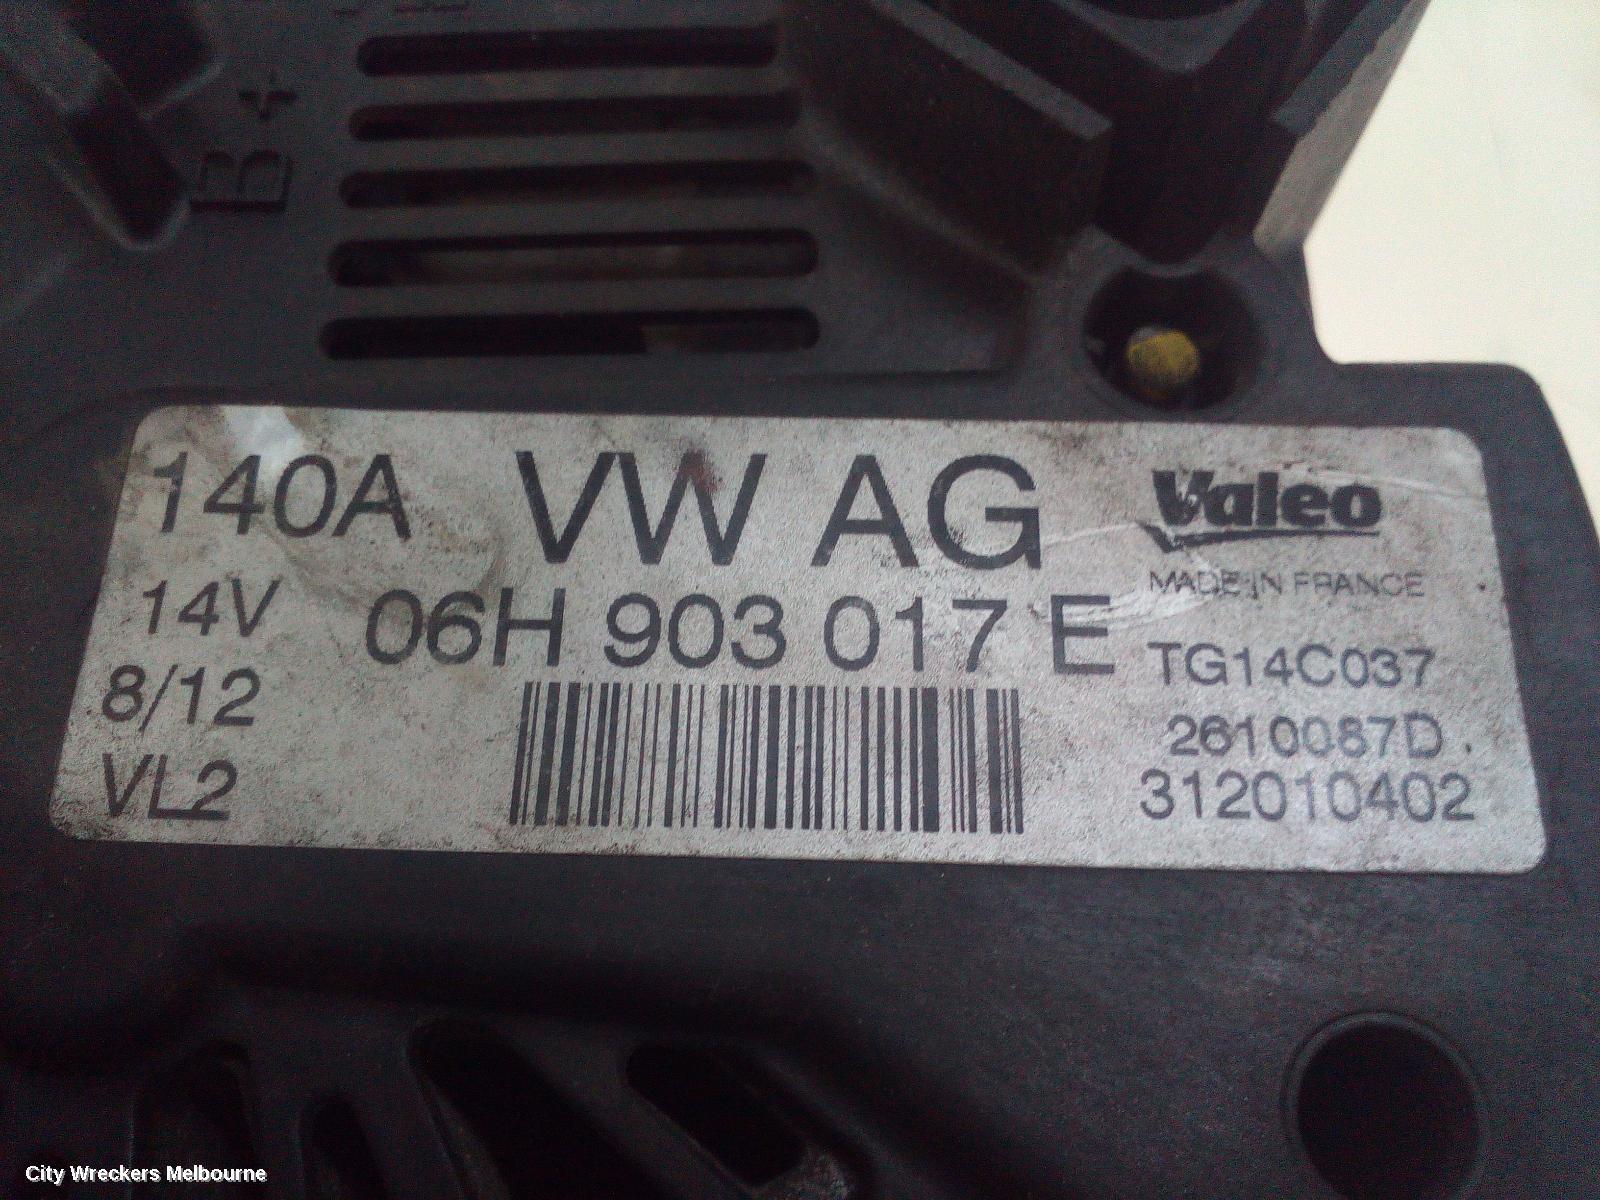 B+
140A VW AG Valeo
MADE IN FRANCE
14V 06H 903 017 E TG14C037
8/12 2610087D
VL2 312010402
City Wreckers Melbourne